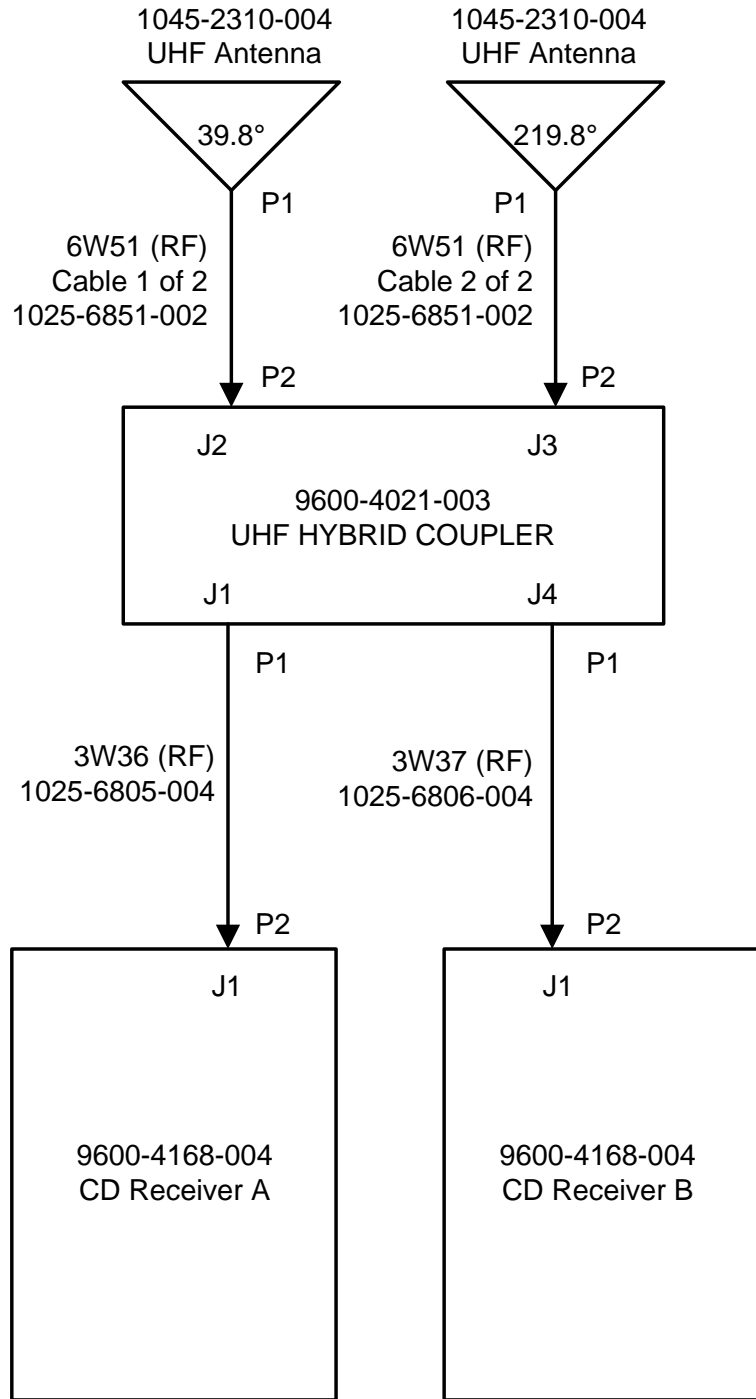 1045-2310-004
UHF Antenna
1045-2310-004
UHF Antenna
39.8°
219.8°
P1
P1
6W51 (RF)
Cable 1 of 2
1025-6851-002
6W51 (RF)
Cable 2 of 2
1025-6851-002
P2
P2
J2
J3
9600-4021-003
UHF HYBRID COUPLER
J1
J4
P1
P1
3W36 (RF)
1025-6805-004
3W37 (RF)
1025-6806-004
P2
P2
J1
J1
9600-4168-004
CD Receiver A
9600-4168-004
CD Receiver B